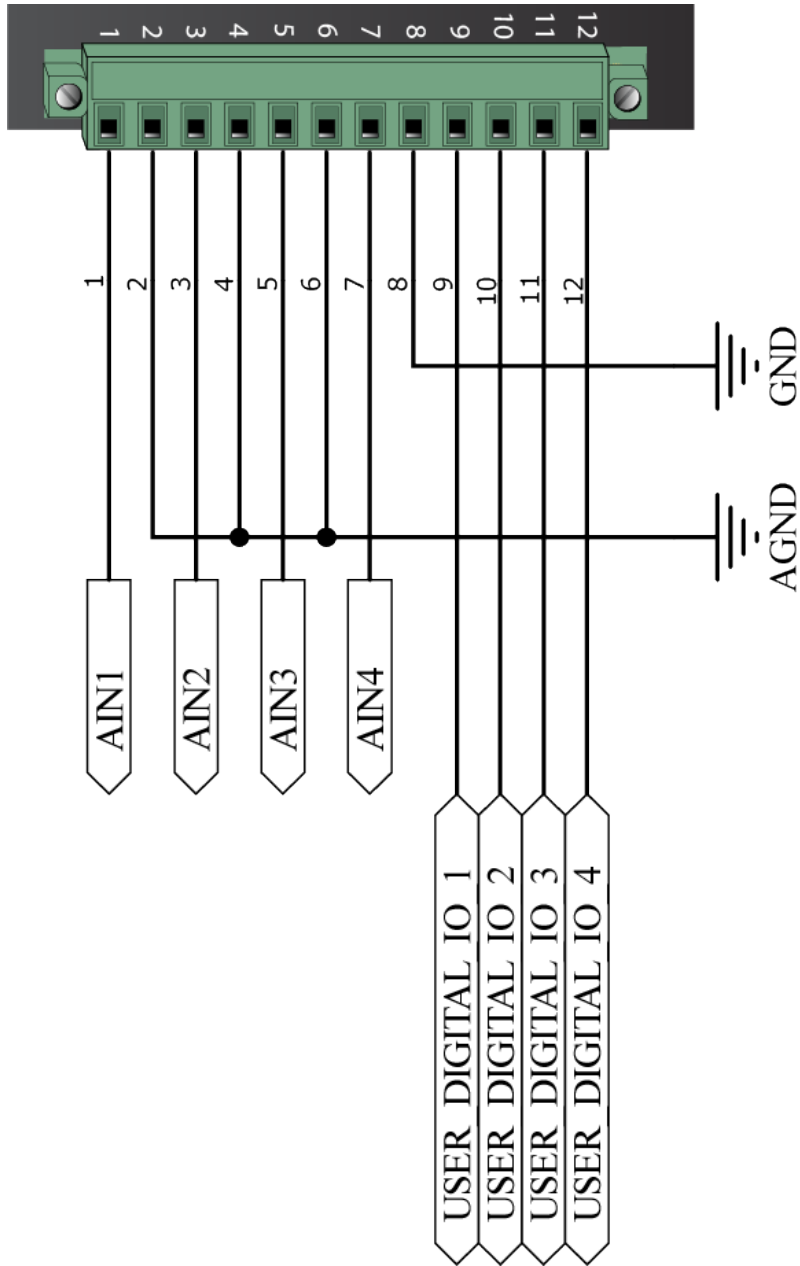 1 2 3 4 5 6 7 8 9 10 11 12
1 2 3 4 5 6 7 8 9 10 11 12
GND
AGND
AIN1
AIN2
AIN3
AIN4
USER DIGITAL IO 1
USER DIGITAL IO 2
USER DIGITAL IO 3
USER DIGITAL IO 4